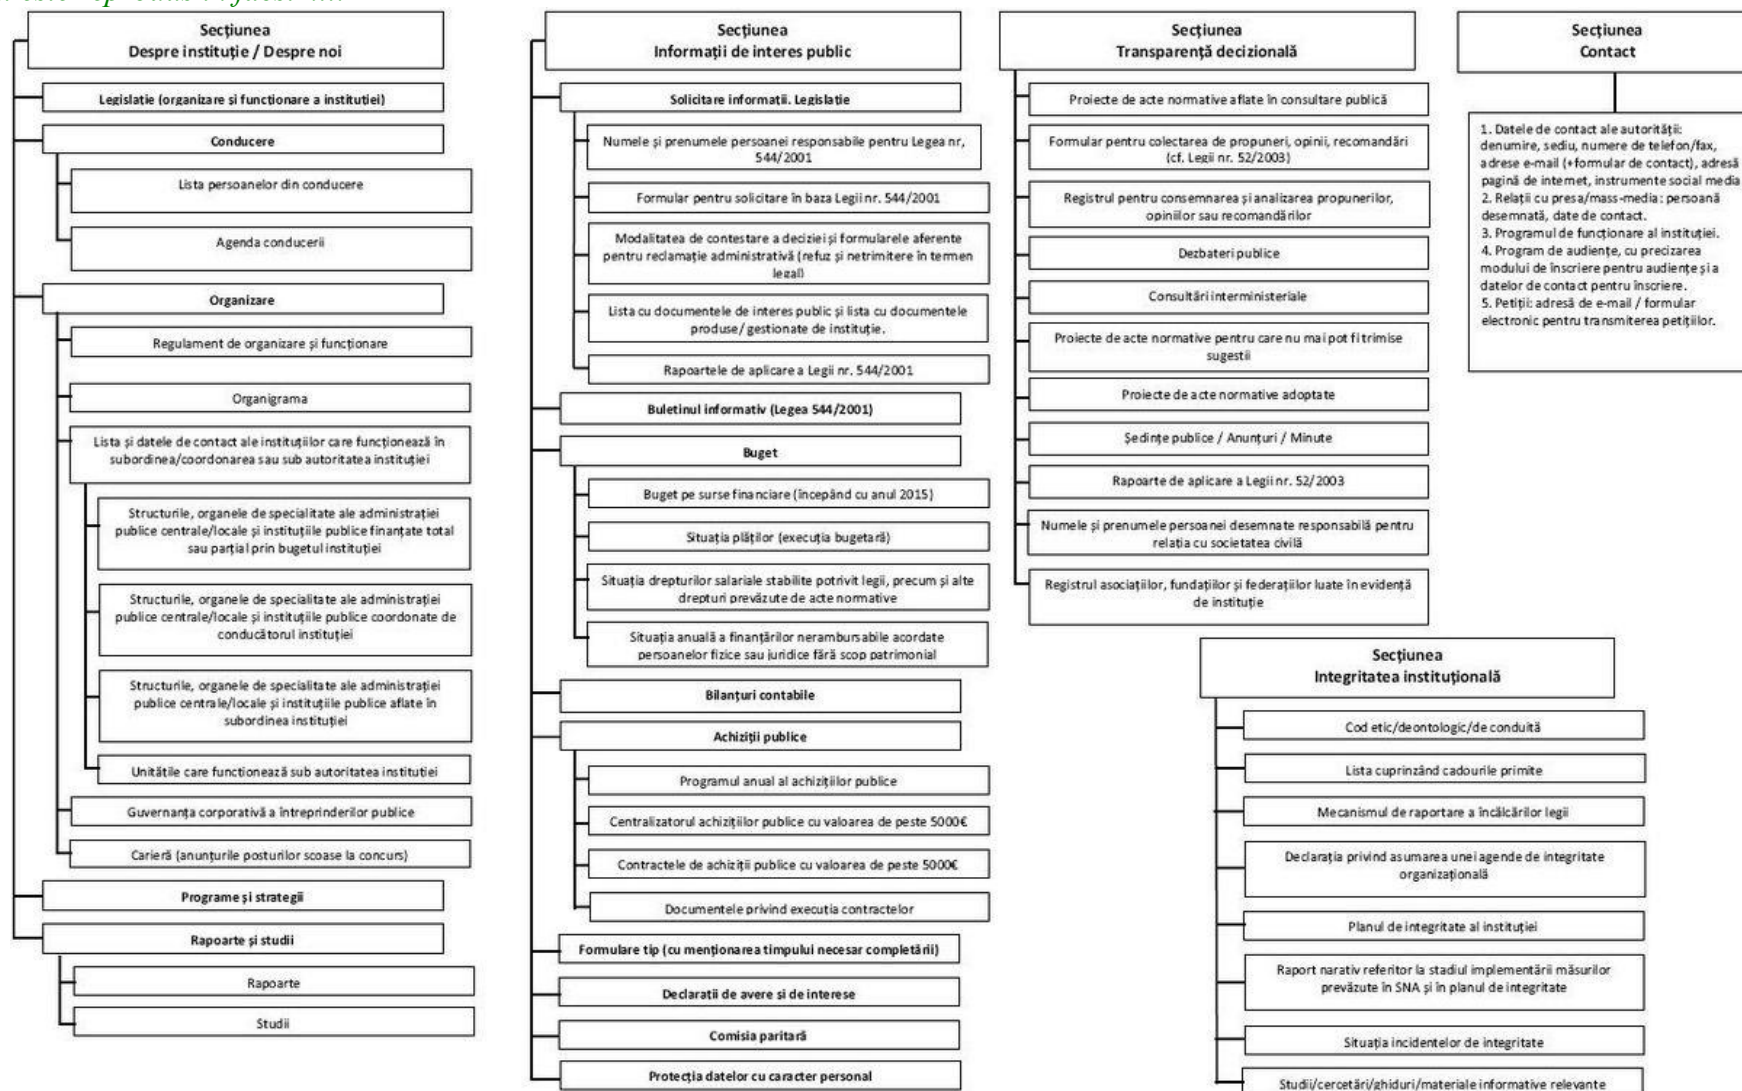 Secțiunea
Despre instituție / Despre noi
Legislație (organizare și funcționare a instituției)
Conducere
Lista persoanelor din conducere
Agenda conducerii
Organizare
Regulament de organizare și funcționare
Organigrama
Lista și datele de contact ale instituțiilor care funcționează în
subordinea/coordonarea sau sub autoritatea instituției
Structurile, organele de specialitate ale administrației
publice centrale/locale și instituțiile publice finanțate total
sau parțial prin bugetul instituției
Structurile, organele de specialitate ale administrației
publice centrale/locale și instituțiile publice coordonate de
conducătorul instituției
Structurile, organele de specialitate ale administrației
publice centrale/locale și instituțiile publice aflate în
subordinea instituției
Unitățile care funcționează sub autoritatea instituției
Guvernanța corporativă a întreprinderilor publice
Carieră (anunțurile posturilor scoase la concurs)
Programe și strategii
Rapoarte și studii
Rapoarte
Studii
Secțiunea
Informații de interes public
Solicitare informații. Legislație
Numele și prenumele persoanei responsabile pentru Legea nr,
544/2001
Formular pentru solicitare în baza Legii nr. 544/2001
Modalitatea de contestare a deciziei și formularele aferente
pentru reclamație administrativă (refuz și netrimitere în termen
legal)
Lista cu documentele de interes public și lista cu documentele
produse/ gestionate de instituție.
Rapoartele de aplicare a Legii nr. 544/2001
Buletinul informativ (Legea 544/2001)
Buget
Buget pe surse financiare (începând cu anul 2015)
Situația plăților (execuția bugetară)
Situația drepturilor salariale stabilite potrivit legii, precum și alte
drepturi prevăzute de acte normative
Situația anuală a finanțărilor nerambursabile acordate
persoanelor fizice sau juridice fără scop patrimonial
Bilanțuri contabile
Achiziții publice
Programul anual al achizițiilor publice
Centralizatorul achizițiilor publice cu valoarea de peste 5000€
Contractele de achiziții publice cu valoarea de peste 5000€
Documentele privind execuția contractelor
Formulare tip (cu menționarea timpului necesar completării)
Declarații de avere și de interese
Comisia paritară
Protecția datelor cu caracter personal
Secțiunea
Transparență decizională
Proiecte de acte normative aflate în consultare publică
Formular pentru colectarea de propuneri, opinii, recomandări
(cf. Legii nr. 52/2003)
Registrul pentru consemnarea și analizarea propunerilor,
opiniilor sau recomandărilor
Dezbateri publice
Consultări interministeriale
Proiecte de acte normative pentru care nu mai pot fi trimise
sugestii
Proiecte de acte normative adoptate
Ședințe publice / Anunțuri / Minute
Rapoarte de aplicare a Legii nr. 52/2003
Numele și prenumele persoanei desemnate responsabilă pentru
relația cu societatea civilă
Registrul asociațiilor, fundațiilor și federațiilor luate în evidență
de instituție
Secțiunea
Contact
1. Datele de contact ale autorității:
denumire, sediu, numere de telefon/fax,
adrese e-mail (+formular de contact), adresă
pagină de internet, instrumente social media
2. Relații cu presa/mass-media: persoană
desemnată, date de contact.
3. Programul de funcționare al instituției.
4. Program de audiențe, cu precizarea
modului de înscriere pentru audiențe și a
datelor de contact pentru înscriere.
5. Petiții: adresă de e-mail / formular
electronic pentru transmiterea petițiilor.
Secțiunea
Integritatea instituțională
Cod etic/deontologic/de conduită
Lista cuprinzând cadourile primite
Mecanismul de raportare a încălcărilor legii
Declarația privind asumarea unei agende de integritate
organizațională
Planul de integritate al instituției
Raport narativ referitor la stadiul implementării măsurilor
prevăzute în SNA și în planul de integritate
Situația incidentelor de integritate
Studii/cercetări/ghiduri/materiale informative relevante